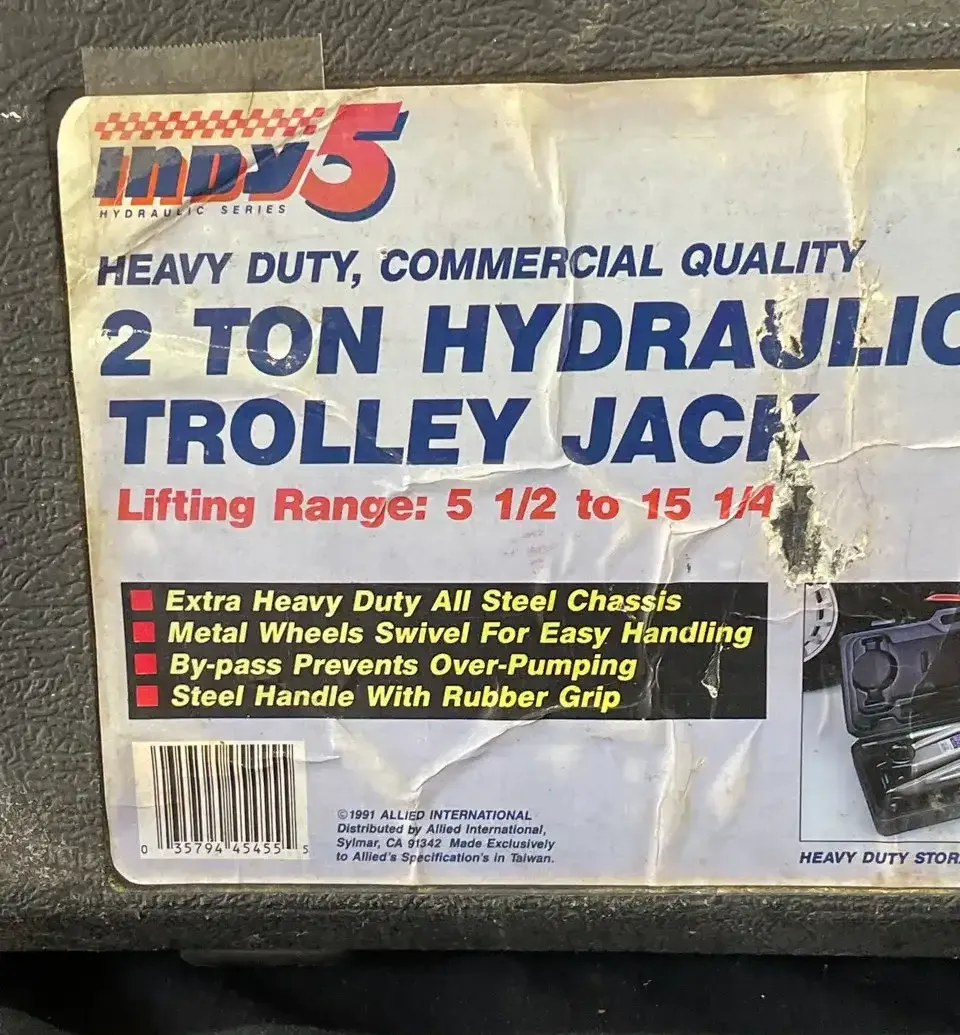 INDY5
HYDRAULIC SERIES
HEAVY DUTY, COMMERCIAL QUALITY
2 TON HYDRAULIC
TROLLEY JACK
Lifting Range: 5 1/2 to 15 1/4
Extra Heavy Duty All Steel Chassis
Metal Wheels Swivel For Easy Handling
By-pass Prevents Over-Pumping
Steel Handle With Rubber Grip
0 35794 45455 5
©1991 ALLIED INTERNATIONAL
Distributed by Allied International,
Sylmar, CA 91342 Made Exclusively
to Allied's Specification's in Taiwan.
HEAVY DUTY STOR